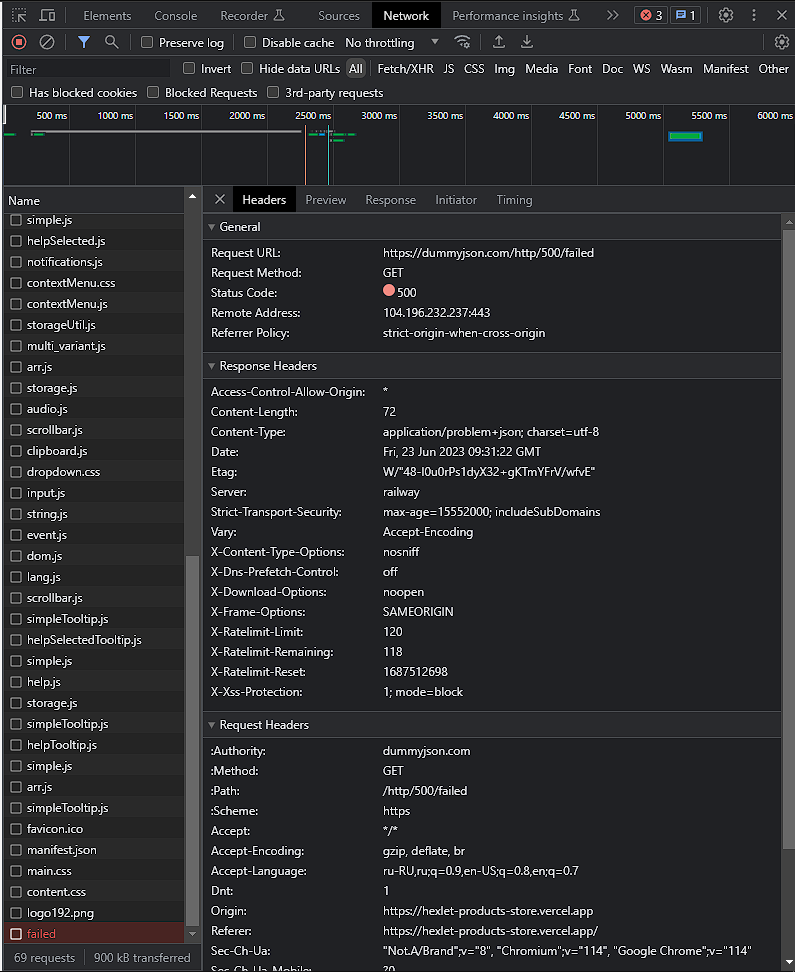 Elements Console Recorder Sources Network Performance insights 3 1
Preserve log Disable cache No throttling
Filter Invert Hide data URLs All Fetch/XHR JS CSS Img Media Font Doc WS Wasm Manifest Other
Has blocked cookies Blocked Requests 3rd-party requests
500 ms 1000 ms 1500 ms 2000 ms 2500 ms 3000 ms 3500 ms 4000 ms 4500 ms 5000 ms 5500 ms 6000 ms
Name
simple.js
helpSelected.js
notifications.js
contextMenu.css
contextMenu.js
storageUtil.js
multi_variant.js
arr.js
storage.js
audio.js
scrollbar.js
clipboard.js
dropdown.css
input.js
string.js
event.js
dom.js
lang.js
scrollbar.js
simpleTooltip.js
helpSelectedTooltip.js
simple.js
help.js
storage.js
simpleTooltip.js
helpTooltip.js
simple.js
arr.js
simpleTooltip.js
favicon.ico
manifest.json
main.css
content.css
logo192.png
failed
69 requests 900 kB transferred
Headers Preview Response Initiator Timing
General
Request URL: https://dummyjson.com/http/500/failed
Request Method: GET
Status Code: 500
Remote Address: 104.196.232.237:443
Referrer Policy: strict-origin-when-cross-origin
Response Headers
Access-Control-Allow-Origin: *
Content-Length: 72
Content-Type: application/problem+json; charset=utf-8
Date: Fri, 23 Jun 2023 09:31:22 GMT
Etag: W/"48-I0u0rPs1dyX32+gKTmYFrV/wfvE"
Server: railway
Strict-Transport-Security: max-age=15552000; includeSubDomains
Vary: Accept-Encoding
X-Content-Type-Options: nosniff
X-Dns-Prefetch-Control: off
X-Download-Options: noopen
X-Frame-Options: SAMEORIGIN
X-Ratelimit-Limit: 120
X-Ratelimit-Remaining: 118
X-Ratelimit-Reset: 1687512698
X-Xss-Protection: 1; mode=block
Request Headers
:Authority: dummyjson.com
:Method: GET
:Path: /http/500/failed
:Scheme: https
Accept: */*
Accept-Encoding: gzip, deflate, br
Accept-Language: ru-RU,ru;q=0.9,en-US;q=0.8,en;q=0.7
Dnt: 1
Origin: https://hexlet-products-store.vercel.app
Referer: https://hexlet-products-store.vercel.app/
Sec-Ch-Ua: "Not.A/Brand";v="8", "Chromium";v="114", "Google Chrome";v="114"
Sec-Ch-Ua-Mobile: ?0